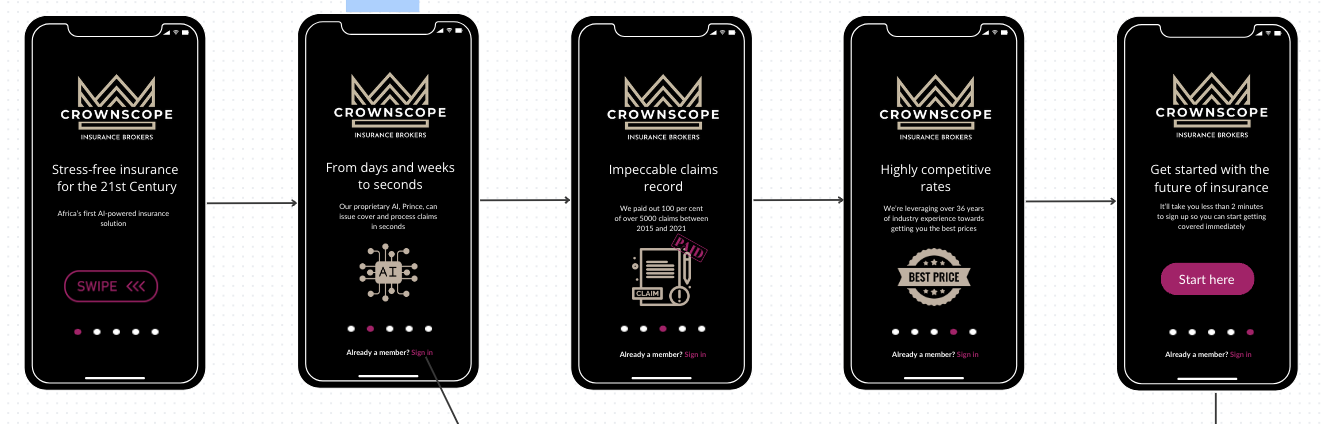 CROWNSCOPE
INSURANCE BROKERS
Stress-free insurance
for the 21st Century
Africa's first AI-powered insurance
solution
SWIPE
CROWNSCOPE
INSURANCE BROKERS
From days and weeks
to seconds
Our proprietary AI, Prince, can
issue cover and process claims
in seconds
AI
Already a member? Sign in
CROWNSCOPE
INSURANCE BROKERS
Impeccable claims
record
We paid out 100 per cent
of over 5000 claims between
2015 and 2021
PAID
CLAIM
Already a member? Sign in
CROWNSCOPE
INSURANCE BROKERS
Highly competitive
rates
We're leveraging over 36 years
of industry experience towards
getting you the best prices
BEST PRICE
Already a member? Sign in
CROWNSCOPE
INSURANCE BROKERS
Get started with the
future of insurance
It'll take you less than 2 minutes
to sign up so you can start getting
covered immediately
Start here
Already a member? Sign in